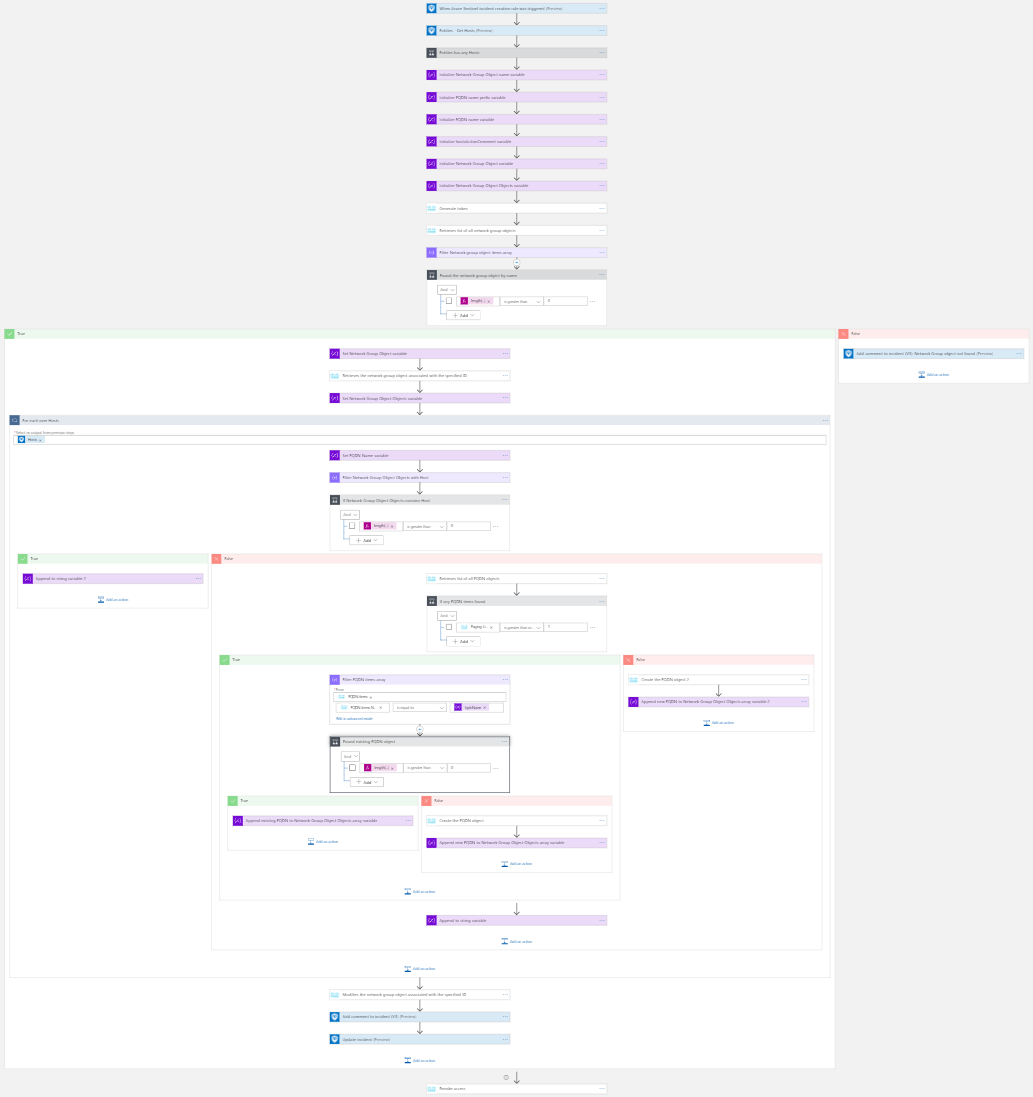 When Azure Sentinel incident creation rule was triggered (Preview)
Entities - Get Hosts (Preview)
Entities has any Hosts
Initialize Network Group Object name variable
Initialize FQDN name prefix variable
Initialize FQDN name variable
Initialize variable
Initialize Network Group Object variable
Initialize Network Group Object Objects variable
Generate token
Retrieves list of all network group objects
Filter Network group object items array
Found the network group object by name
And
length(...) x is greater than 0
Add
True
False
Set Network Group Object variable
Add comment to incident (V3): Network Group object not found (Preview)
Retrieves the network group object associated with the specified ID
Add an action
Set Network Group Object Objects variable
For each over Hosts
*Select an output from previous steps
Hosts x
Set FQDN Name variable
Filter Network Group Object Objects with Host
If Network Group Object Objects contains Host
And
length(...) x is greater than 0
Add
True
False
Append to string variable 2
Retrieves list of all FQDN objects
Add an action
If any FQDN items found
And
Paging is... x is greater than or... 1
Add
True
False
Filter FQDN items array
Create the FQDN object 2
*From
FQDN items x
Append new FQDN to Network Group Object Objects array variable 2
FQDN items N... x is equal to x
Edit in advanced mode
Add an action
Found existing FQDN object
And
length(...) x is greater than 0
Add
True
False
Append existing FQDN to Network Group Object Objects array variable
Create the FQDN object
Add an action
Append new FQDN to Network Group Object Objects array variable
Add an action
Add an action
Append to string variable
Add an action
Add an action
Modifies the network group object associated with the specified ID
Add comment to incident (V3) (Preview)
Update incident (Preview)
Add an action
Revoke access